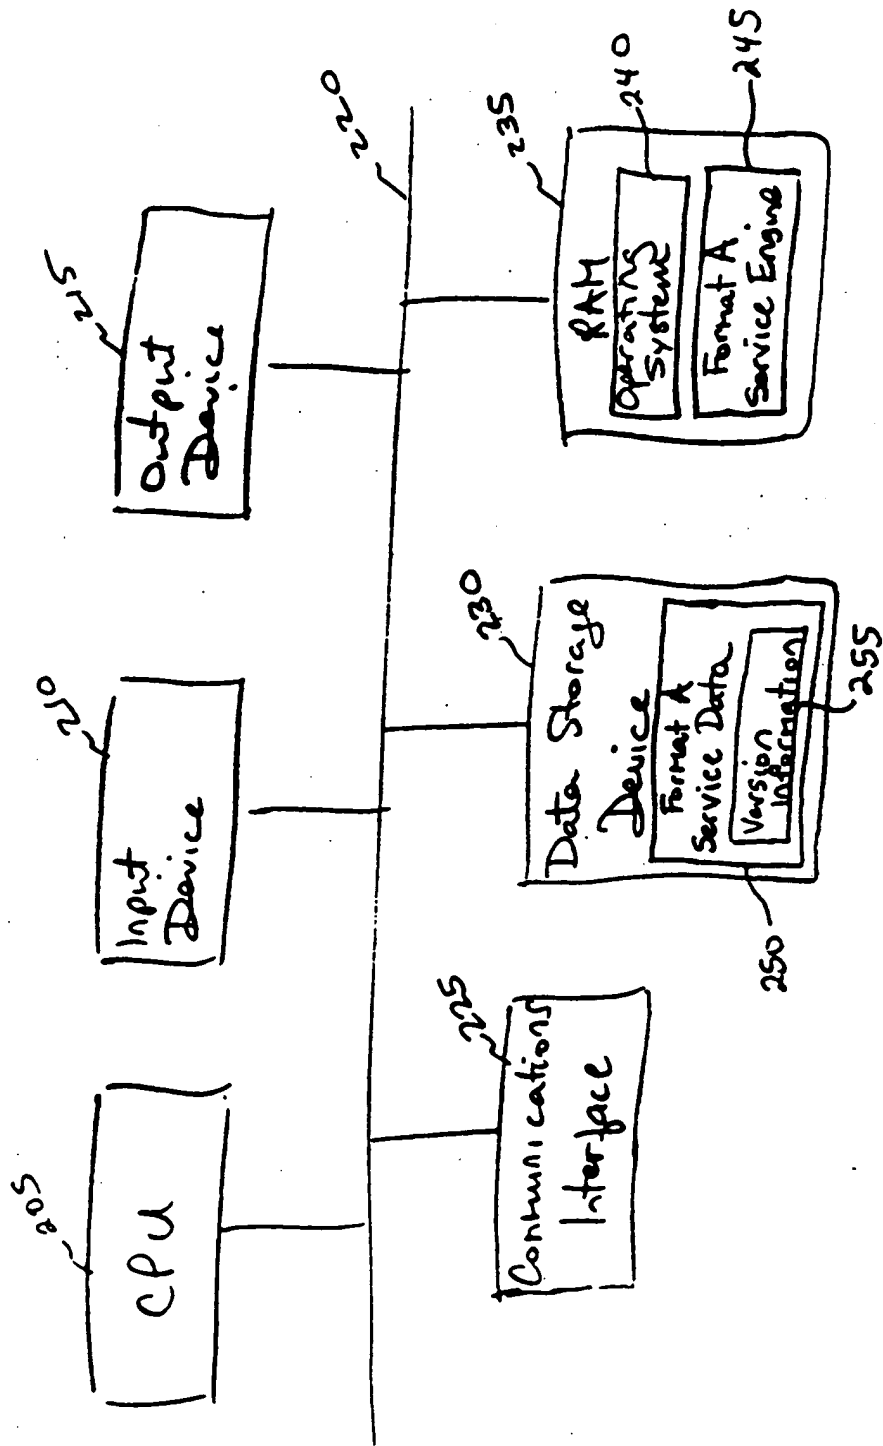 205
CPU
210
Input
Device
215
Output
Device
220
225
Communications
Interface
230
Data Storage
Device
Format A
Service Data
Version
Information
250
255
235
RAM
Operating
System
240
Format A
Service Engine
245